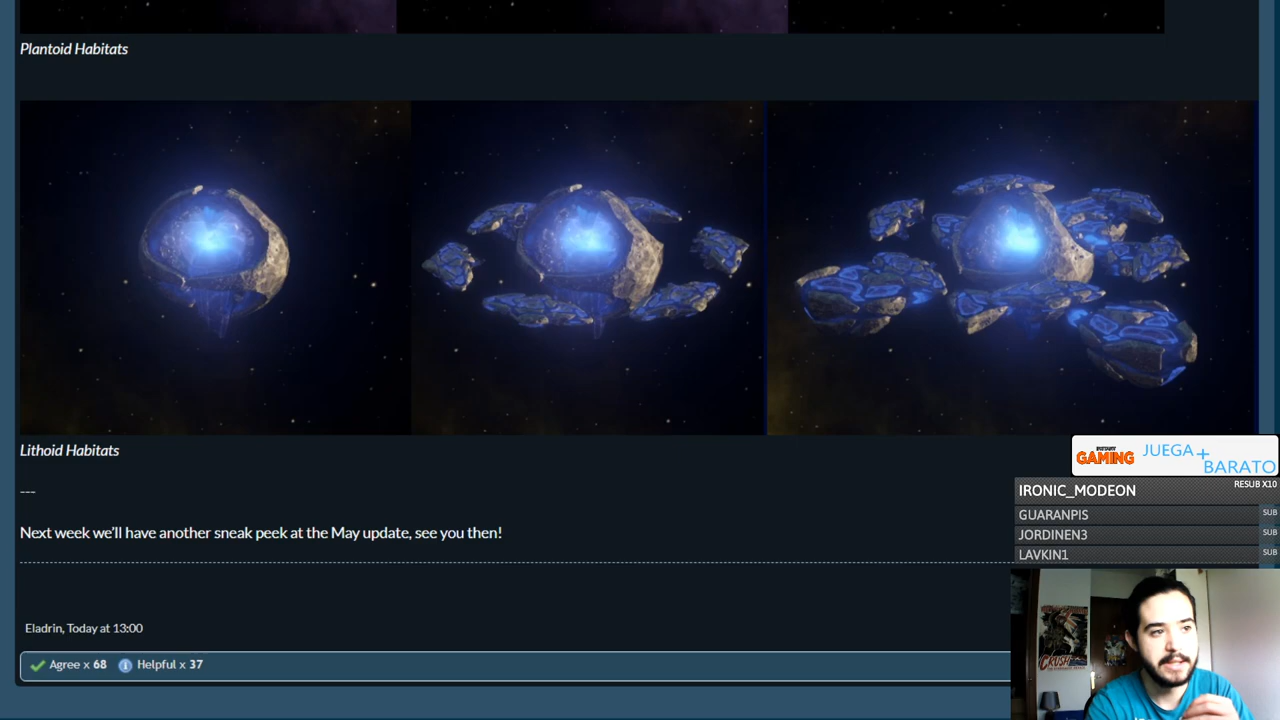 Plantoid Habitats
Lithoid Habitats
---
Next week we'll have another sneak peek at the May update, see you then!
Eladrin, Today at 13:00
Agree x 68 Helpful x 37
INSTANT GAMING
JUEGA+
BARATO
IRONIC_MODEON RESUB X10
GUARANPIS SUB
JORDINEN3 SUB
LAVKIN1 SUB
CRUSH